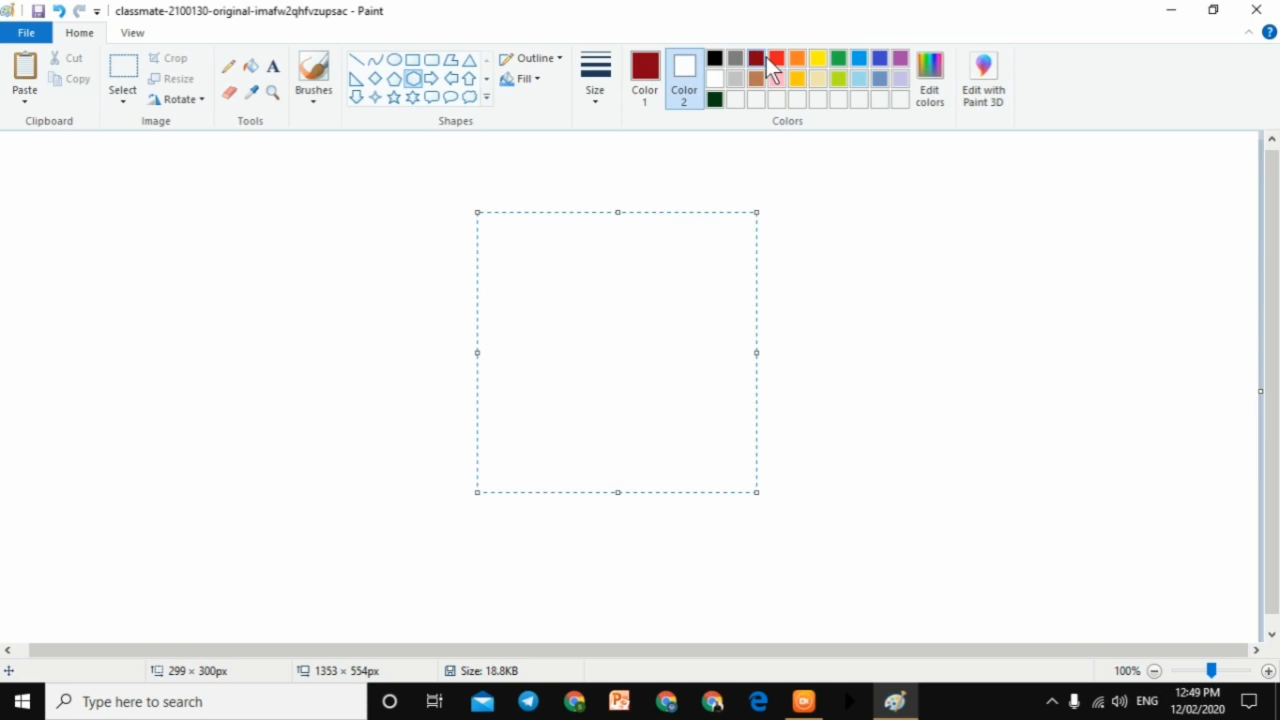 classmate-2100130-original-imafw2qhfvzupsac - Paint
File
Home
View
Paste
Cut
Copy
Clipboard
Select
Crop
Resize
Rotate
Image
Tools
Brushes
Outline
Fill
Shapes
Size
Color 1
Color 2
Colors
Edit colors
Edit with Paint 3D
299 × 300px
1353 × 554px
Size: 18.8KB
100%
Type here to search
ENG
12:49 PM
12/02/2020